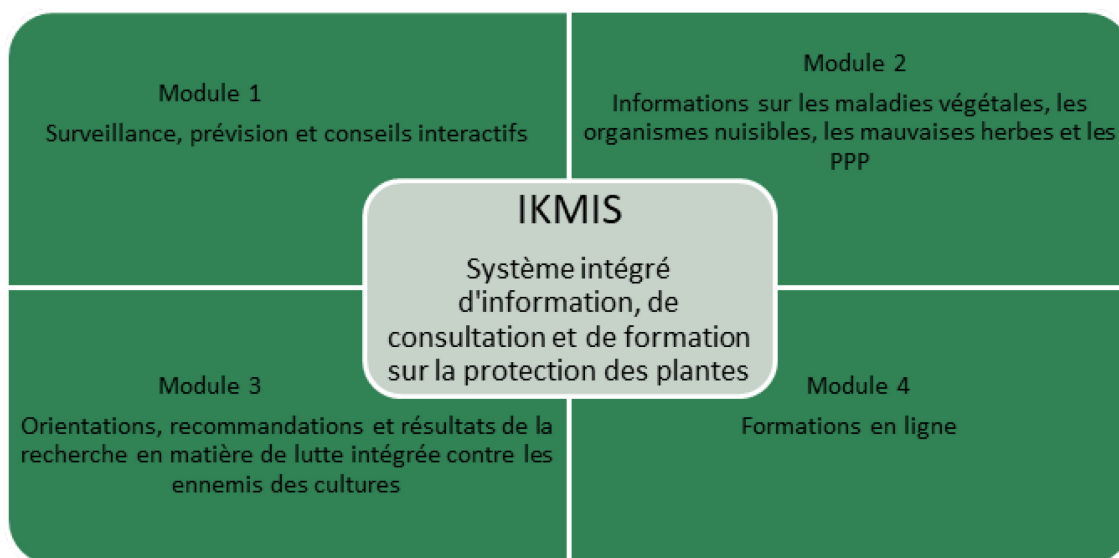 Module 1
Surveillance, prévision et conseils interactifs
Module 2
Informations sur les maladies végétales, les
organismes nuisibles, les mauvaises herbes et les
PPP
IKMIS
Système intégré
d'information, de
consultation et de formation
sur la protection des plantes
Module 3
Orientations, recommandations et résultats de la
recherche en matière de lutte intégrée contre les
ennemis des cultures
Module 4
Formations en ligne